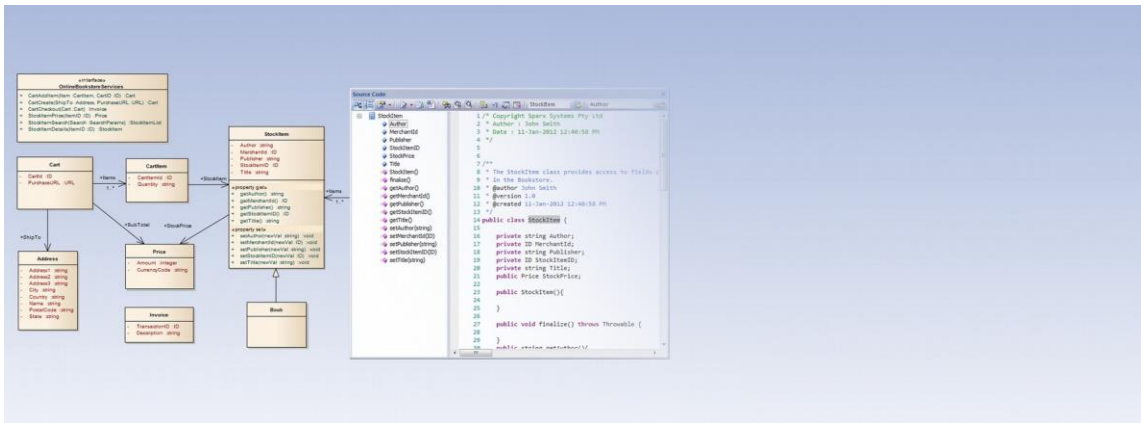 «interface»
OnlineBookstoreServices
+ CartAddItem(Item :CartItem, CartID :ID) :Cart
+ CartCreate(ShipTo :Address, PurchaseURL :URL) :Cart
+ CartCheckout(Cart :Cart) :Invoice
+ StockItemPrice(ItemID :ID) :Price
+ StockItemSearch(Search :SearchParams) :StockItemList
+ StockItemDetails(ItemID :ID) :StockItem
Cart
- CartId :ID
- PurchaseURL :URL
+Items
1..*
CartItem
- CartItemId :ID
- Quantity :string
+StockItem
StockItem
- Author :string
- MerchantId :ID
- Publisher :string
- StockItemID :ID
- Title :string
«property get»
+ getAuthor() :string
+ getMerchantId() :ID
+ getPublisher() :string
+ getStockItemID() :ID
+ getTitle() :string
«property set»
+ setAuthor(newVal :string) :void
+ setMerchantId(newVal :ID) :void
+ setPublisher(newVal :string) :void
+ setStockItemID(newVal :ID) :void
+ setTitle(newVal :string) :void
+Items
1..*
+ShipTo
+SubTotal
+StockPrice
Address
- Address1 :string
- Address2 :string
- Address3 :string
- City :string
- Country :string
- Name :string
- PostalCode :string
- State :string
Price
- Amount :integer
- CurrencyCode :string
Invoice
- TransactionID :ID
- Description :string
Book
Source Code
StockItem
Author
StockItem
Author
MerchantId
Publisher
StockItemID
StockPrice
Title
StockItem()
finalize()
getAuthor()
getMerchantId()
getPublisher()
getStockItemID()
getTitle()
setAuthor(string)
setMerchantId(ID)
setPublisher(string)
setStockItemID(ID)
setTitle(string)
1 /* Copyright Sparx Systems Pty Ltd
2 * Author : John Smith
3 * Date : 11-Jan-2012 12:40:58 PM
4 */
5
6
7 /**
8 * The StockItem class provides access to fields
9 * in the Bookstore.
10 * @author John Smith
11 * @version 1.0
12 * @created 11-Jan-2012 12:40:58 PM
13 */
14 public class StockItem {
15
16 private string Author;
17 private ID MerchantId;
18 private string Publisher;
19 private ID StockItemID;
20 private string Title;
21 public Price StockPrice;
22
23 public StockItem(){
24
25 }
26
27 public void finalize() throws Throwable {
28
29 }
30 public string getAuthor(){